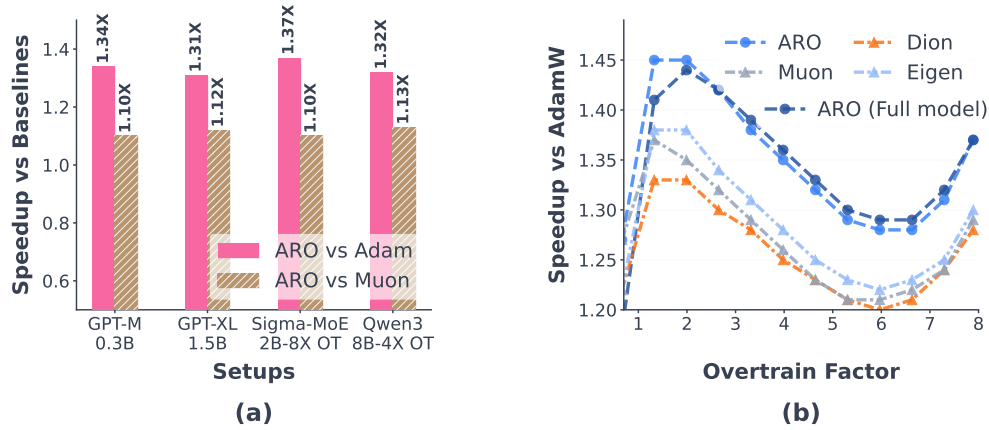 Speedup vs Baselines
1.4
1.2
1.0
0.8
0.6
1.34X
1.10X
1.31X
1.12X
1.37X
1.10X
1.32X
1.13X
ARO vs Adam
ARO vs Muon
GPT-M
0.3B
GPT-XL
1.5B
Sigma-MoE
2B-8X OT
Qwen3
8B-4X OT
Setups
(a)
Speedup vs AdamW
1.45
1.40
1.35
1.30
1.25
1.20
ARO
Dion
Muon
Eigen
ARO (Full model)
1 2 3 4 5 6 7 8
Overtrain Factor
(b)